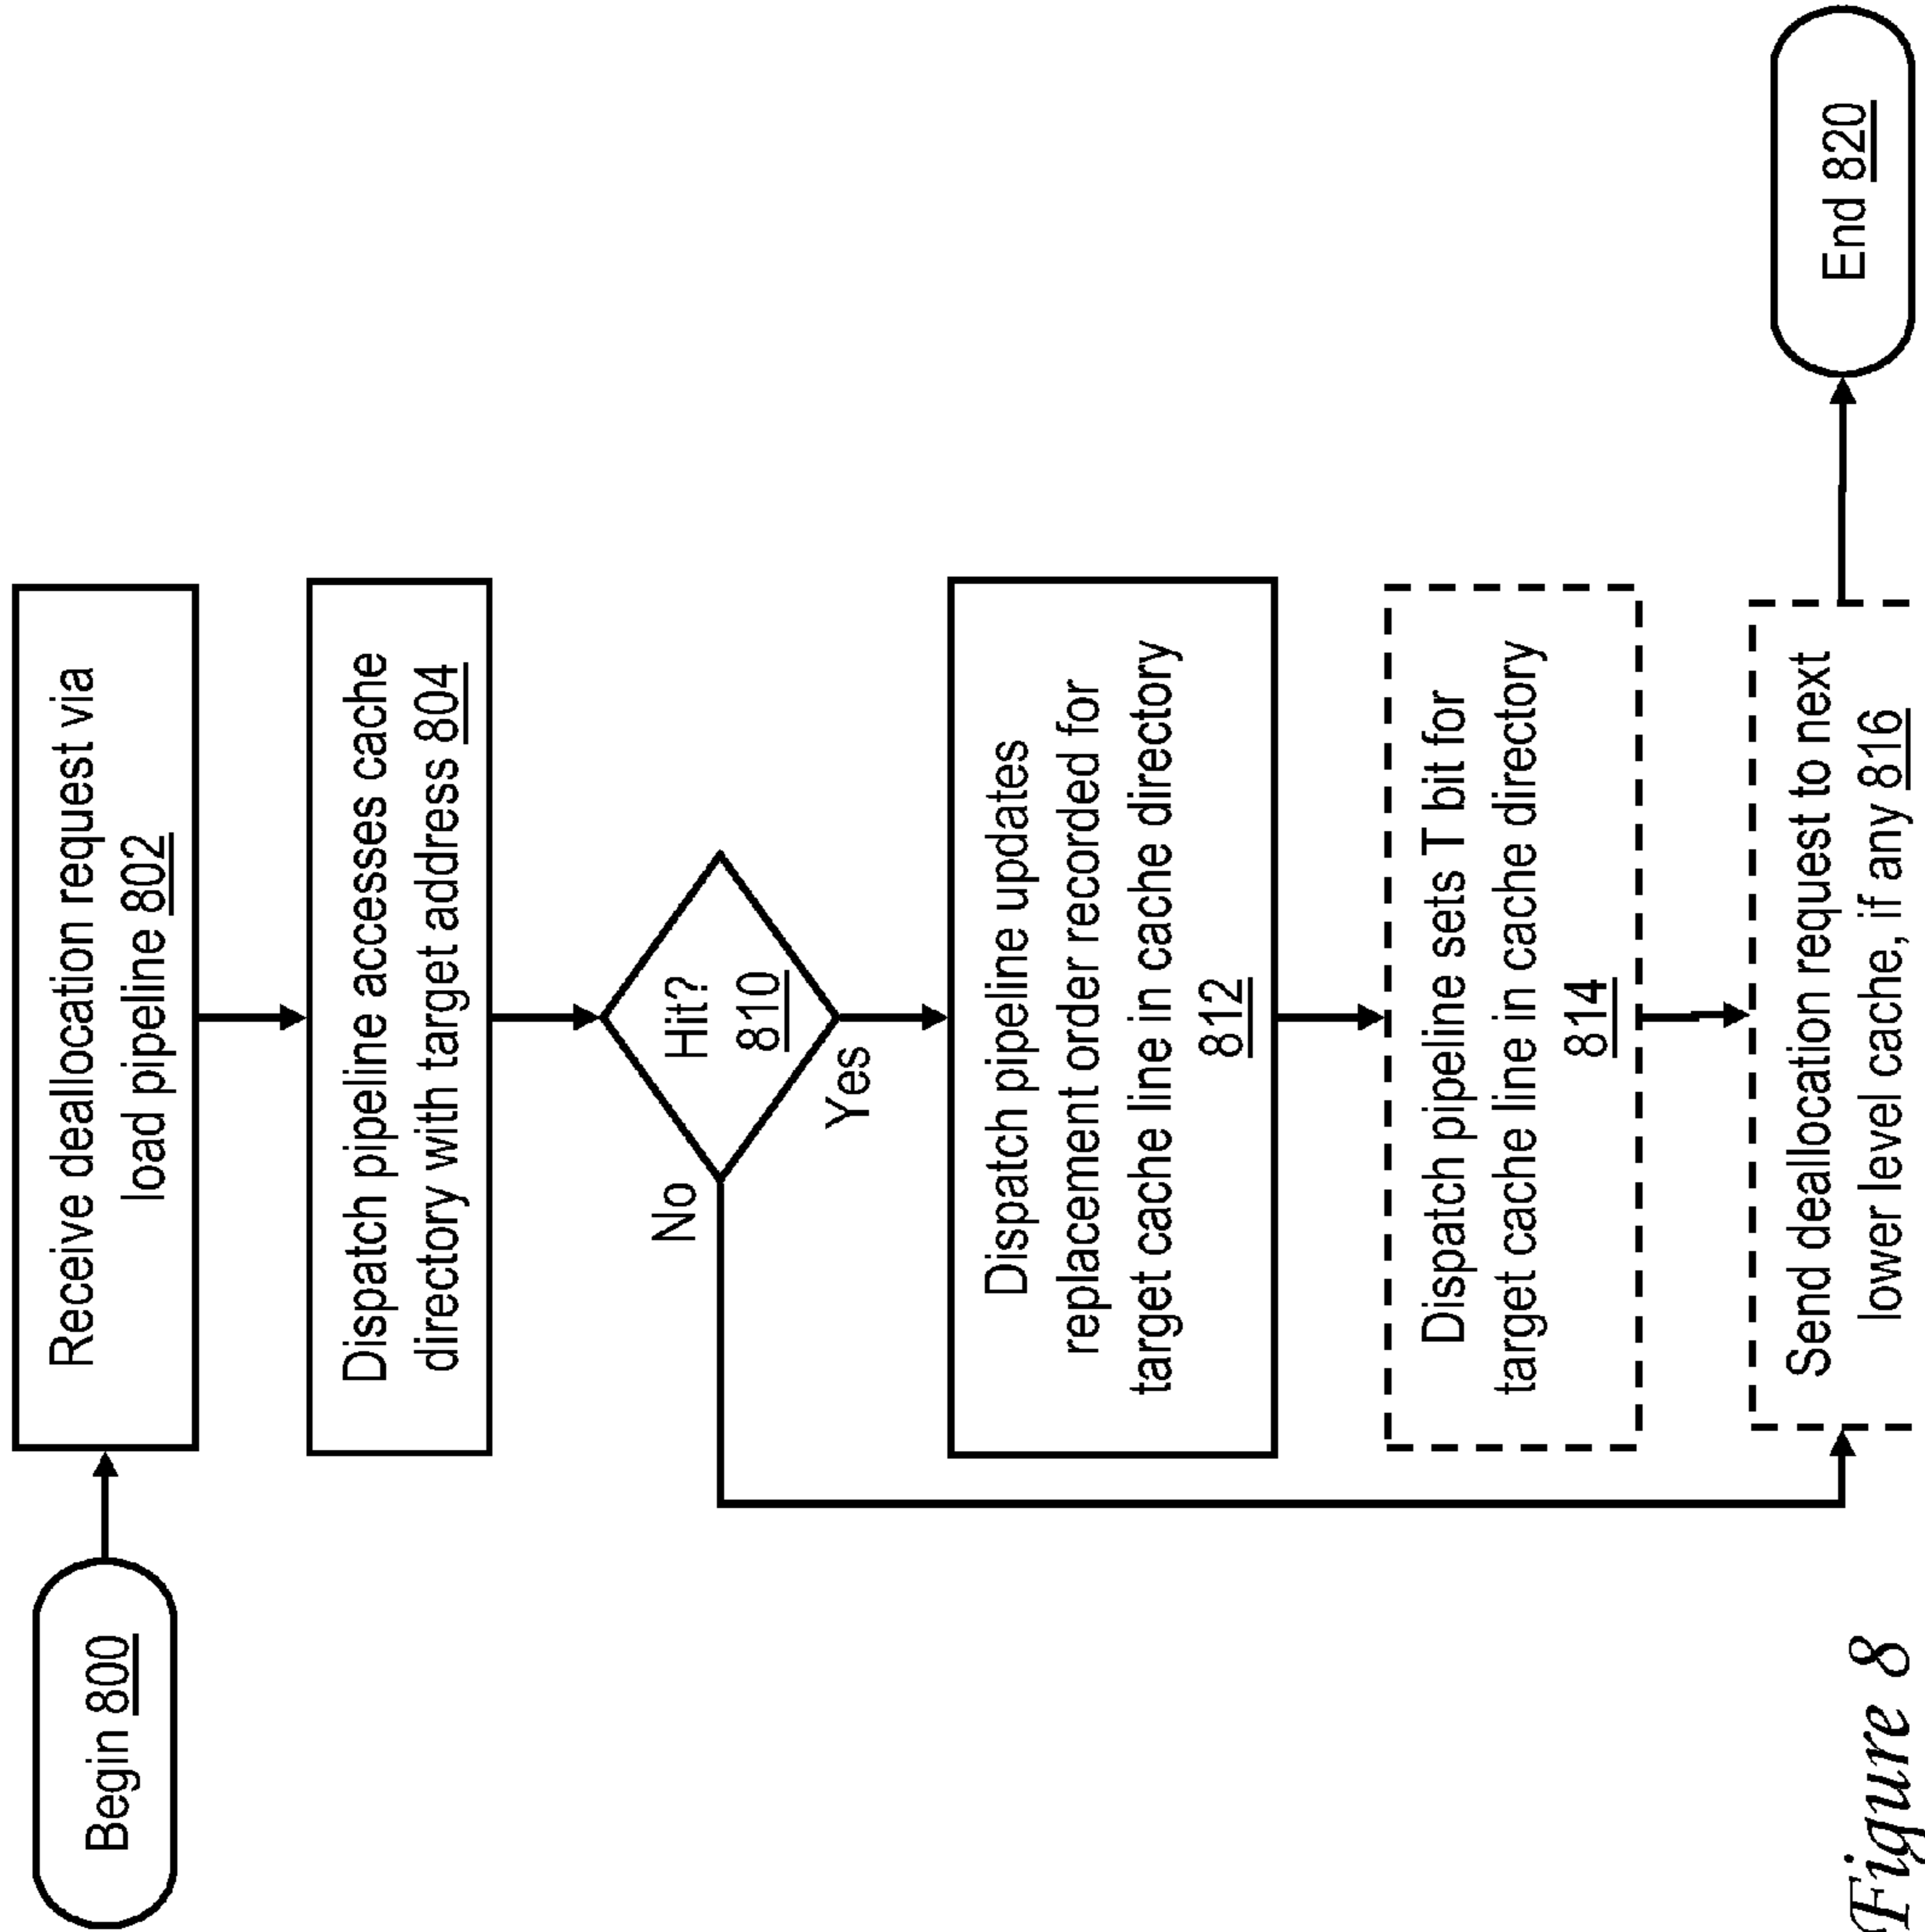 Begin 800
Receive deallocation request via
load pipeline 802
Dispatch pipeline accesses cache
directory with target address 804
Hit?
810
No
Yes
Dispatch pipeline updates
replacement order recorded for
target cache line in cache directory
812
Dispatch pipeline sets T bit for
target cache line in cache directory
814
Send deallocation request to next
lower level cache, if any 816
End 820
Figure 8